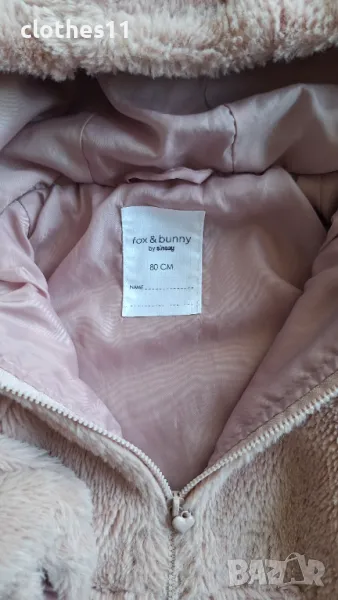 clothes11
fox & bunny
by sinsay
80 CM
NAME
BAZAR